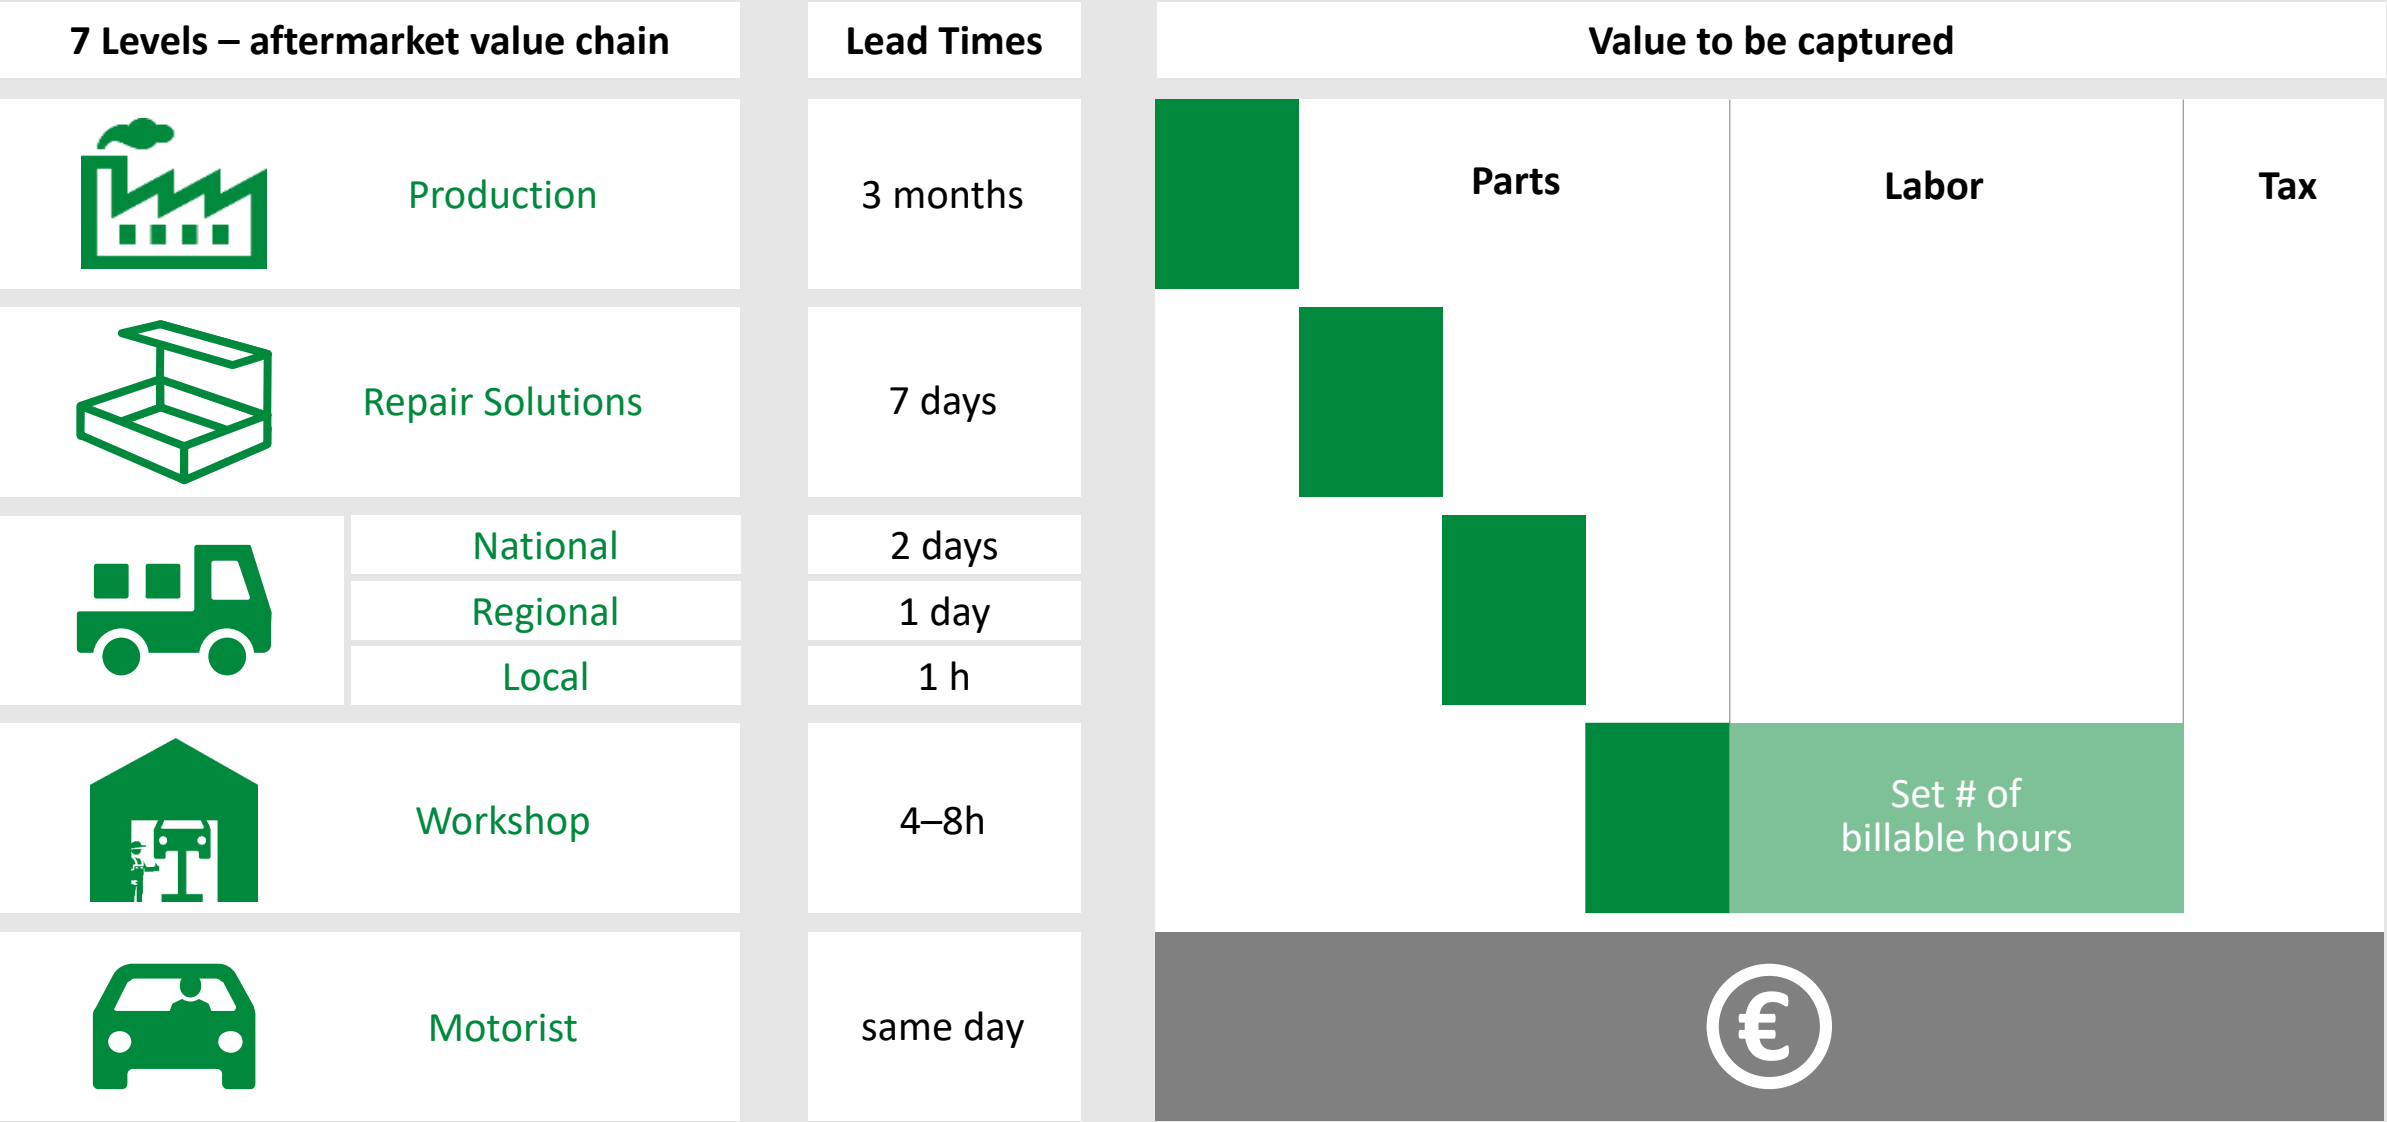 7 Levels – aftermarket value chain
Lead Times
Value to be captured
Production
3 months
Parts
Labor
Tax
Repair Solutions
7 days
National
2 days
Regional
1 day
Local
1 h
Workshop
4–8h
Set # of
billable hours
Motorist
same day
€